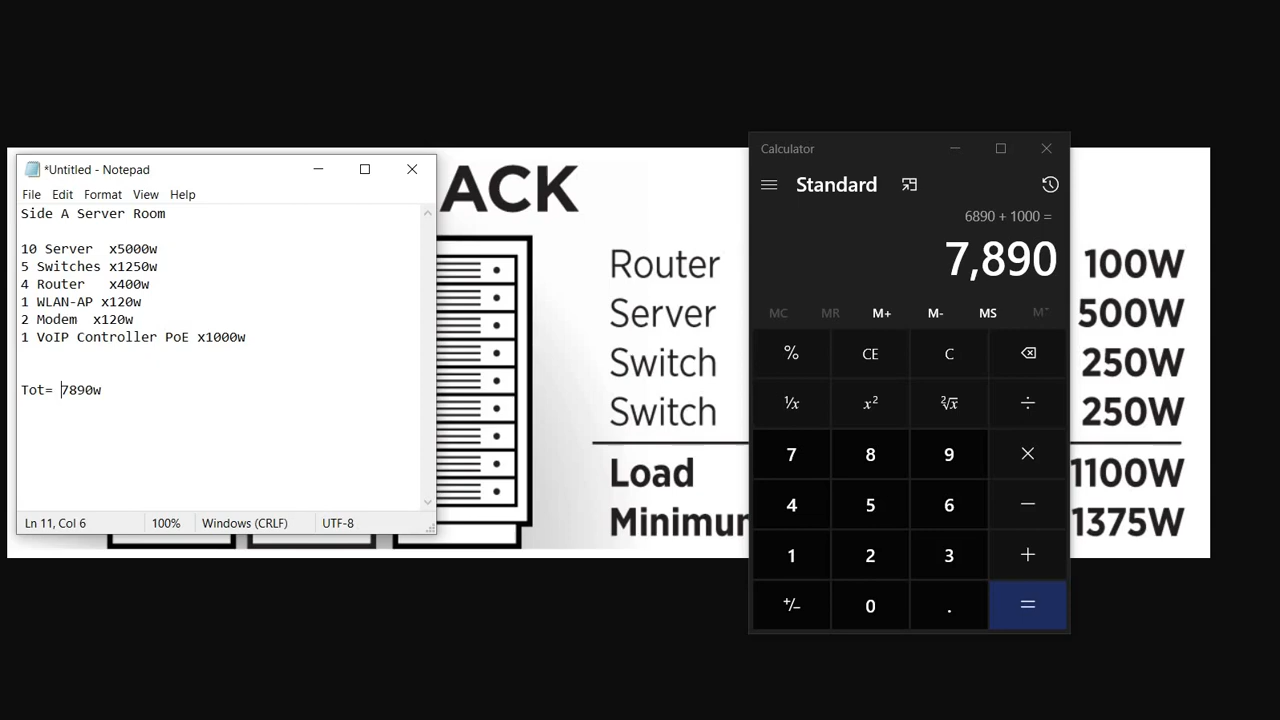 *Untitled - Notepad
File Edit Format View Help
Side A Server Room
10 Server  x5000w
5 Switches x1250w
4 Router   x400w
1 WLAN-AP x120w
2 Modem  x120w
1 VoIP Controller PoE x1000w
Tot= 7890w
Ln 11, Col 6 100% Windows (CRLF) UTF-8
ACK
Router 100W
Server 500W
Switch 250W
Switch 250W
Load 1100W
1375W
Calculator
Standard
6890 + 1000 =
7,890
MC MR M+ M- MS M˅
% CE C
¹/x x² ²√x ÷
7 8 9 ×
4 5 6 −
1 2 3 +
+/− 0 . =